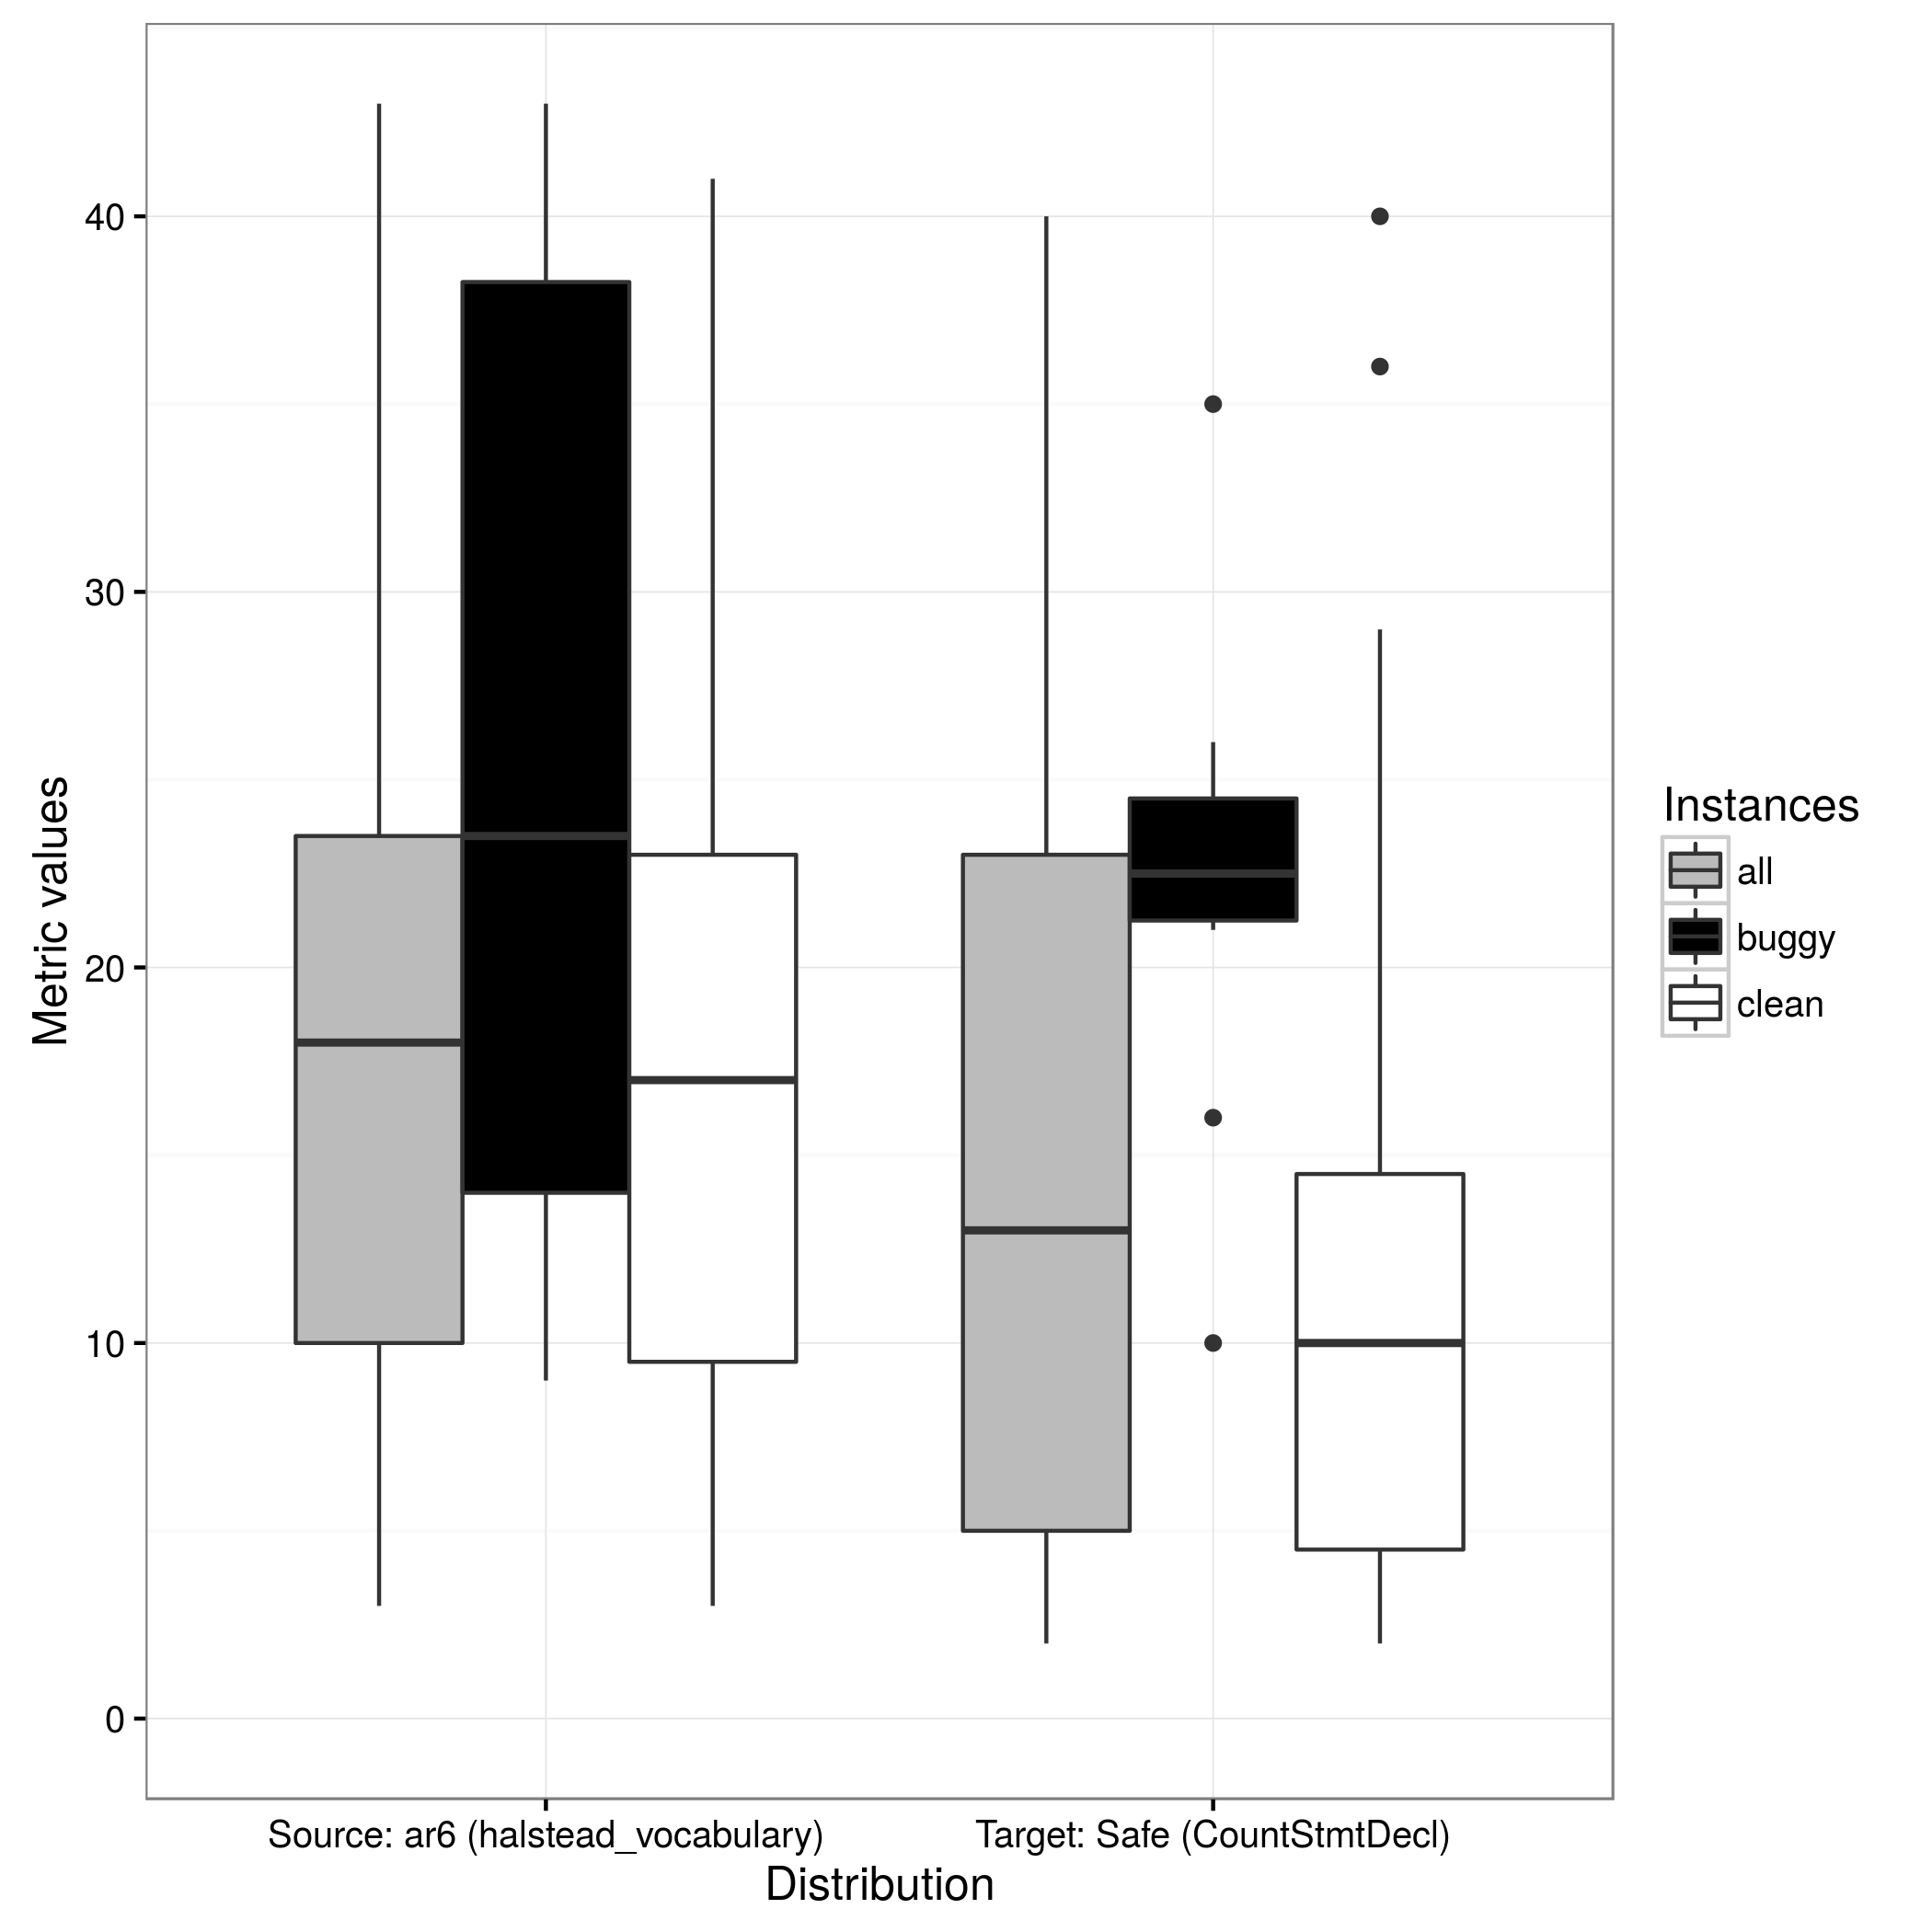 40
30
20
10
0
Metric values
Source: ar6 (halstead_vocabulary)
Target: Safe (CountStmtDecl)
Distribution
Instances
all
buggy
clean